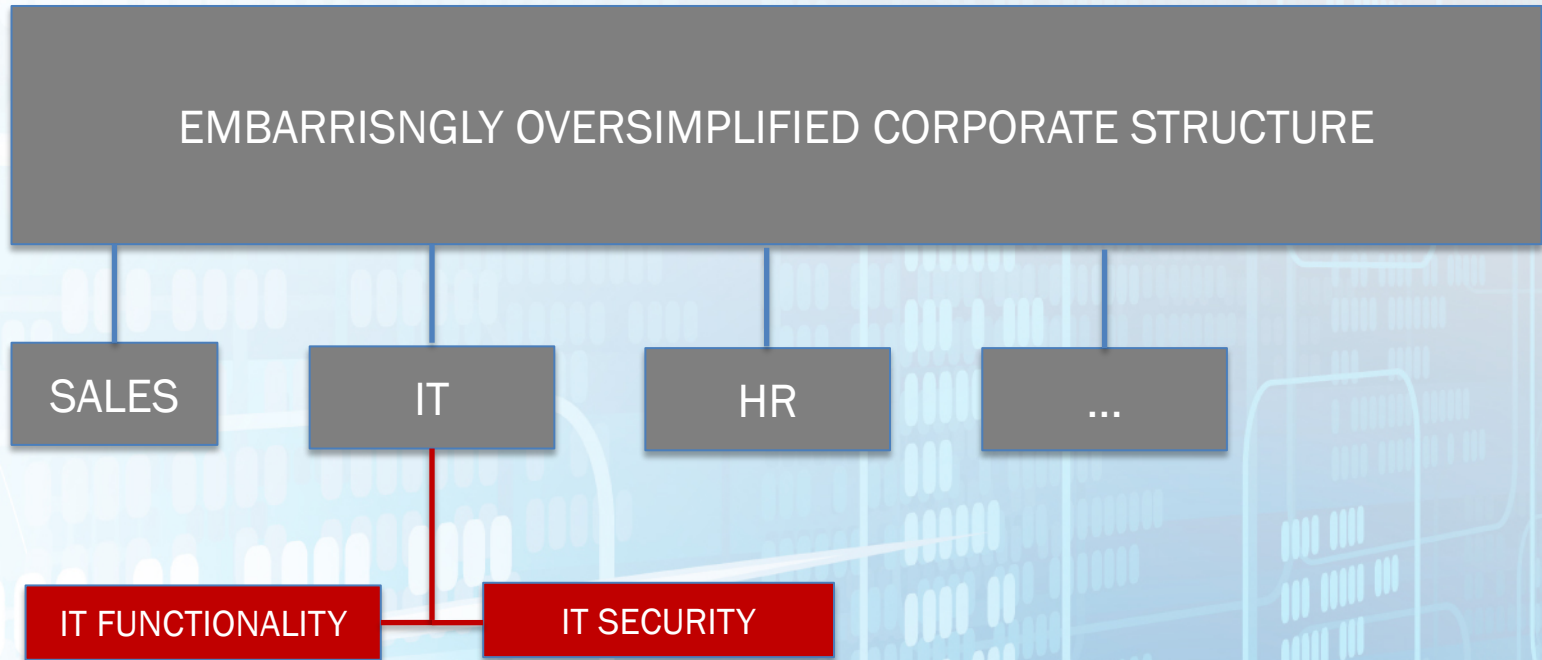 EMBARRISNGLY OVERSIMPLIFIED CORPORATE STRUCTURE
SALES
IT
HR
...
IT FUNCTIONALITY
IT SECURITY